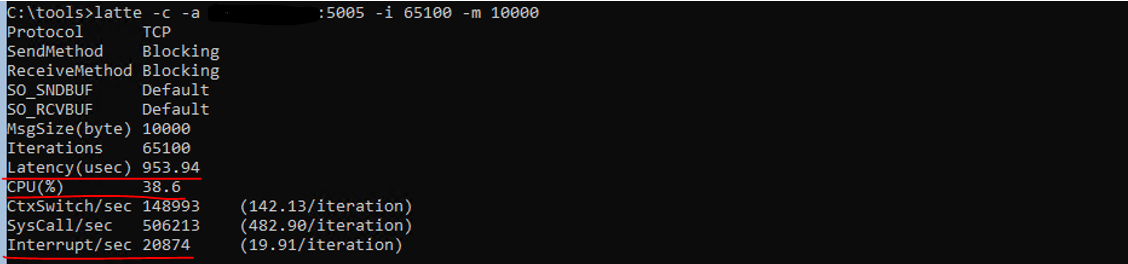 C:\tools>latte -c -a :5005 -i 65100 -m 10000
Protocol TCP
SendMethod Blocking
ReceiveMethod Blocking
SO_SNDBUF Default
SO_RCVBUF Default
MsgSize(byte) 10000
Iterations 65100
Latency(usec) 953.94
CPU(%) 38.6
CtxSwitch/sec 148993 (142.13/iteration)
SysCall/sec 506213 (482.90/iteration)
Interrupt/sec 20874 (19.91/iteration)